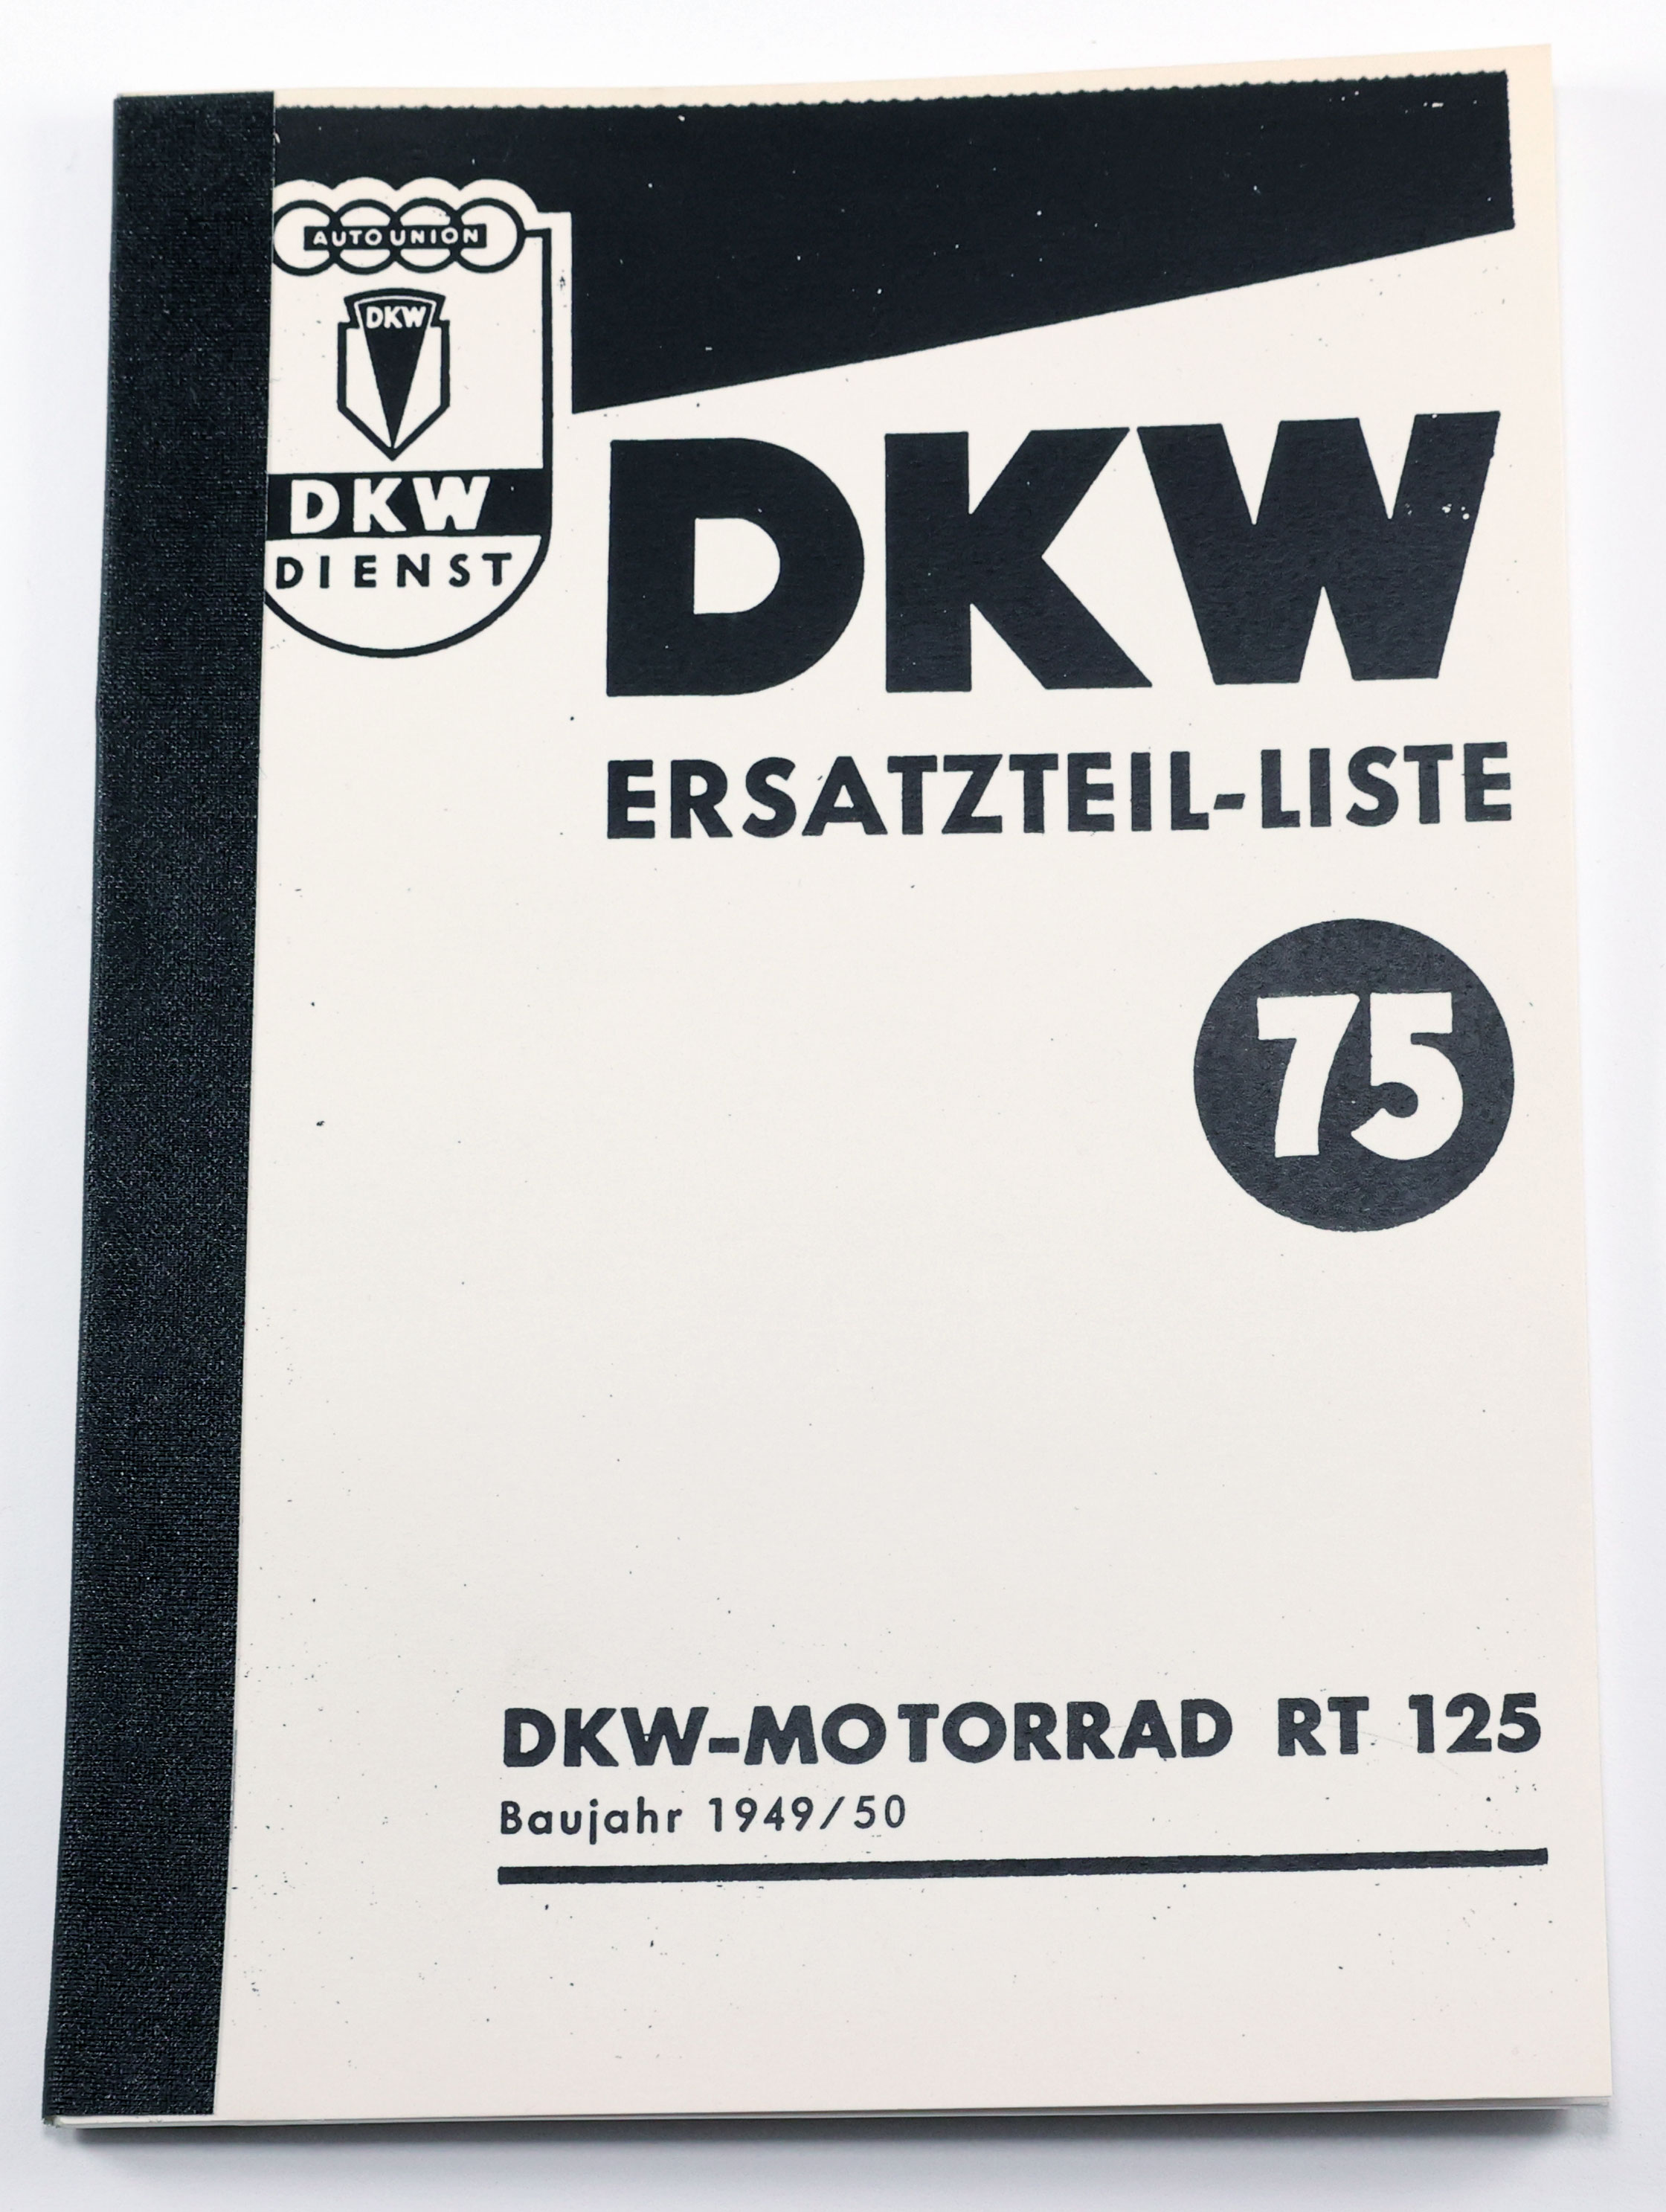 AUTO UNION
DKW
DKW
DIENST
DKW
ERSATZTEIL-LISTE
75
DKW-MOTORRAD RT 125
Baujahr 1949/50